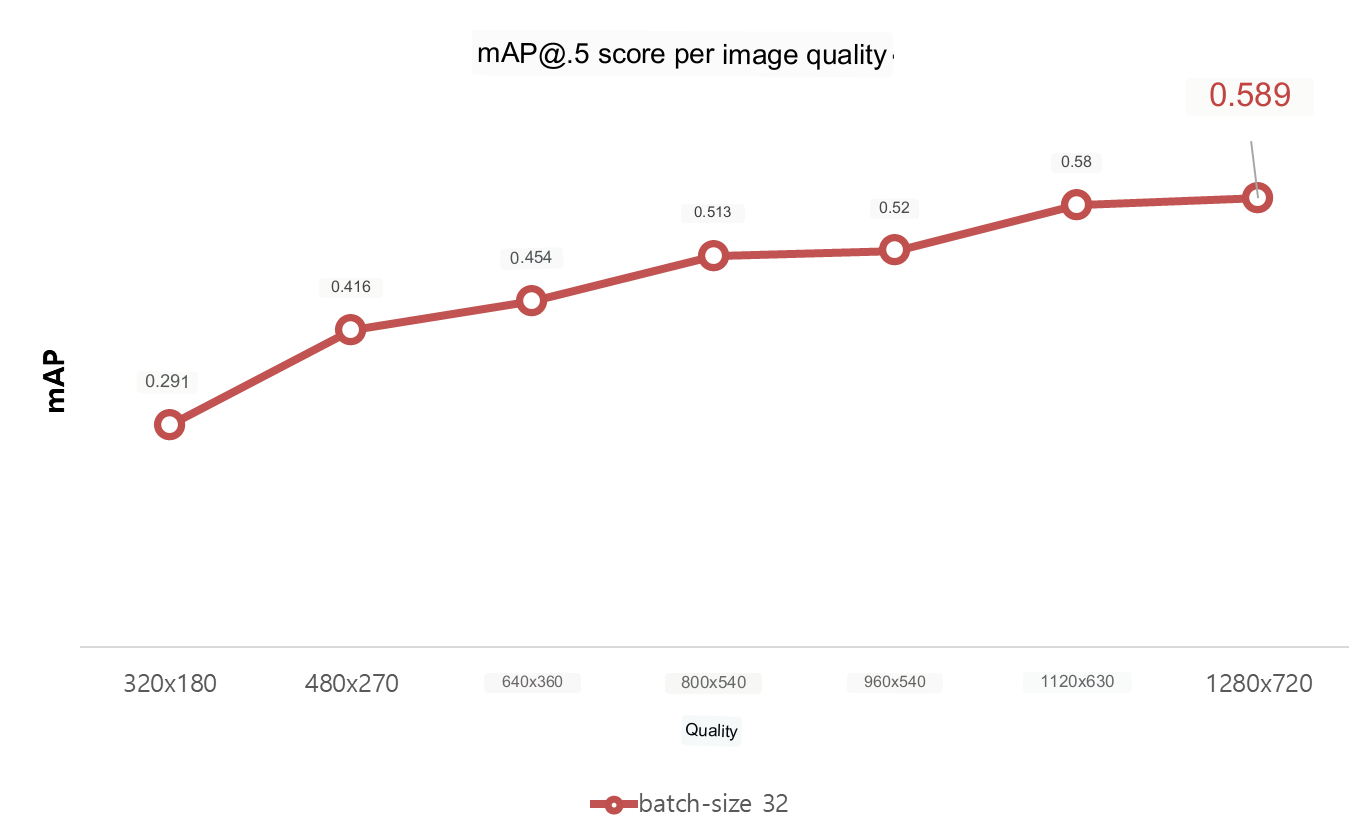 mAP@.5 score per image quality
0.589
0.58
0.513
0.52
0.454
0.416
0.291
mAP
320x180 480x270 640x360 800x540 960x540 1120x630 1280x720
Quality
batch-size 32